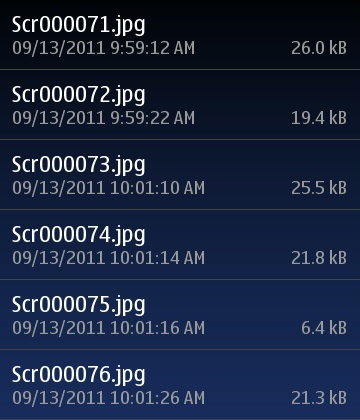 Scr000071.jpg
09/13/2011 9:59:12 AM 26.0 kB
Scr000072.jpg
09/13/2011 9:59:22 AM 19.4 kB
Scr000073.jpg
09/13/2011 10:01:10 AM 25.5 kB
Scr000074.jpg
09/13/2011 10:01:14 AM 21.8 kB
Scr000075.jpg
09/13/2011 10:01:16 AM 6.4 kB
Scr000076.jpg
09/13/2011 10:01:26 AM 21.3 kB